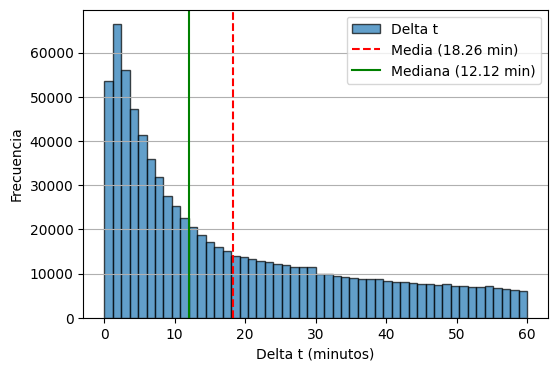 Delta t
Media (18.26 min)
Mediana (12.12 min)
Frecuencia
60000
50000
40000
30000
20000
10000
0
0 10 20 30 40 50 60
Delta t (minutos)